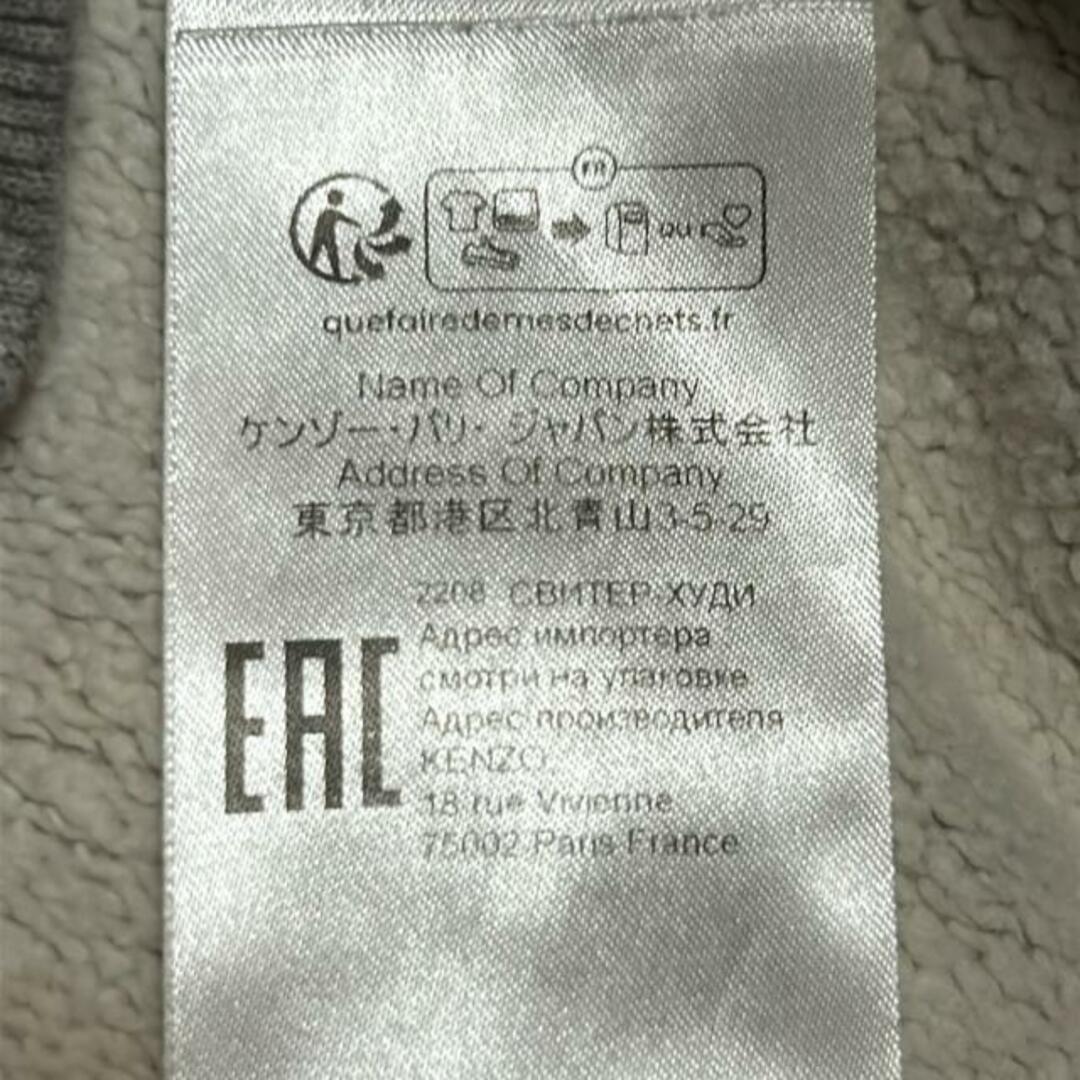 FR
ou
quefairedemesdechets.fr
Name Of Company
ケンゾー・パリ・ ジャパン株式会社
Address Of Company
東京都港区北青山3-5-29
2208 СВИТЕР-ХУДИ
Адрес импортера
смотри на упаковке
Адрес производителя
KENZO
18 rue Vivienne
75002 Paris France
EAC